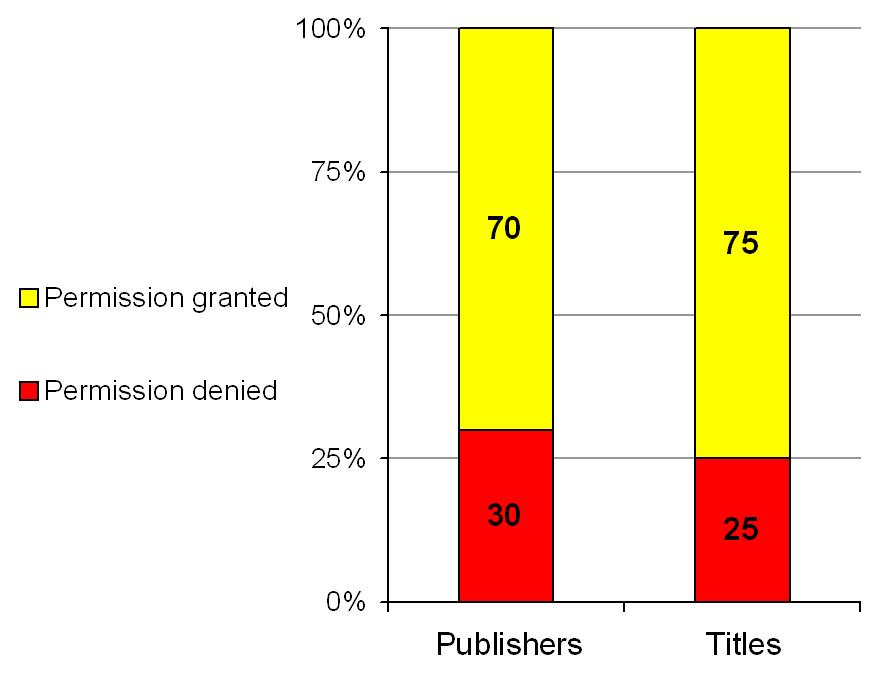 100%
75%
50%
25%
0%
70
75
30
25
Permission granted
Permission denied
Publishers
Titles